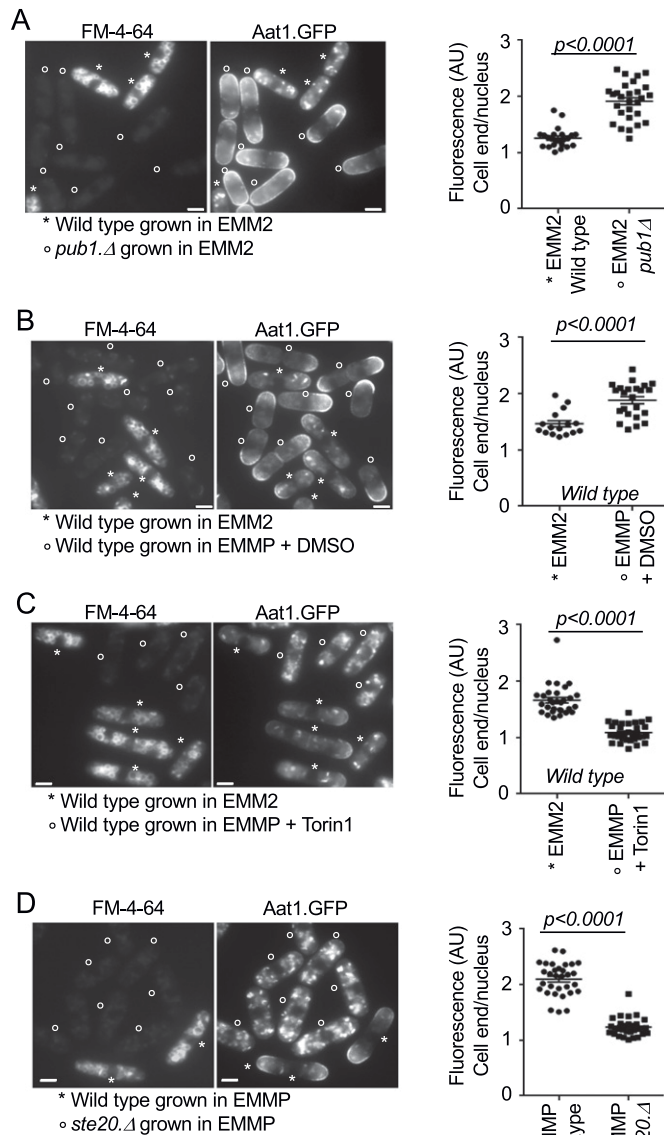 A
FM-4-64
Aat1.GFP
* Wild type grown in EMM2
° pub1.Δ grown in EMM2
Fluorescence (AU)
Cell end/nucleus
3
2
1
0
p<0.0001
* EMM2
Wild type
° EMM2
pub1Δ
B
FM-4-64
Aat1.GFP
* Wild type grown in EMM2
° Wild type grown in EMMP + DMSO
Fluorescence (AU)
Cell end/nucleus
3
2
1
0
p<0.0001
Wild type
* EMM2
° EMMP
+ DMSO
C
FM-4-64
Aat1.GFP
* Wild type grown in EMM2
° Wild type grown in EMMP + Torin1
Fluorescence (AU)
Cell end/nucleus
3
2
1
0
p<0.0001
Wild type
* EMM2
° EMMP
+ Torin1
D
FM-4-64
Aat1.GFP
* Wild type grown in EMMP
° ste20.Δ grown in EMMP
Fluorescence (AU)
Cell end/nucleus
3
2
1
0
p<0.0001
MP
type
MP
20.Δ